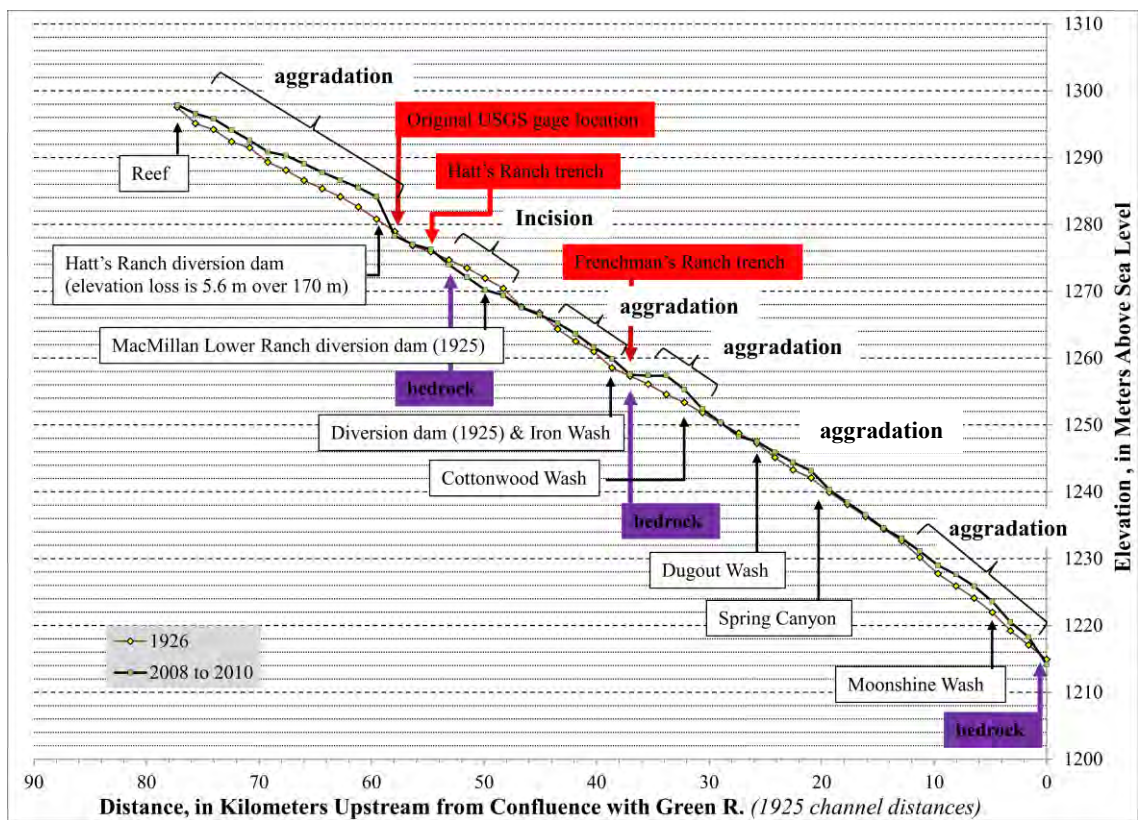 1310
1300
1290
1280
1270
1260
1250
1240
1230
1220
1210
1200
Elevation , in Meters Above Sea Level
aggradation
Original USGS gage location
Reef
Hatt's Ranch trench
Incision
Hatt's Ranch diversion dam
(elevation loss is 5.6 m over 170 m)
Frenchman's Ranch trench
aggradation
MacMillan Lower Ranch diversion dam (1925)
aggradation
bedrock
Diversion dam (1925) & Iron Wash
aggradation
Cottonwood Wash
bedrock
aggradation
Dugout Wash
Spring Canyon
1926
2008 to 2010
Moonshine Wash
bedrock
90 80 70 60 50 40 30 20 10 0
Distance, in Kilometers Upstream from Confluence with Green R. (1925 channel distances)